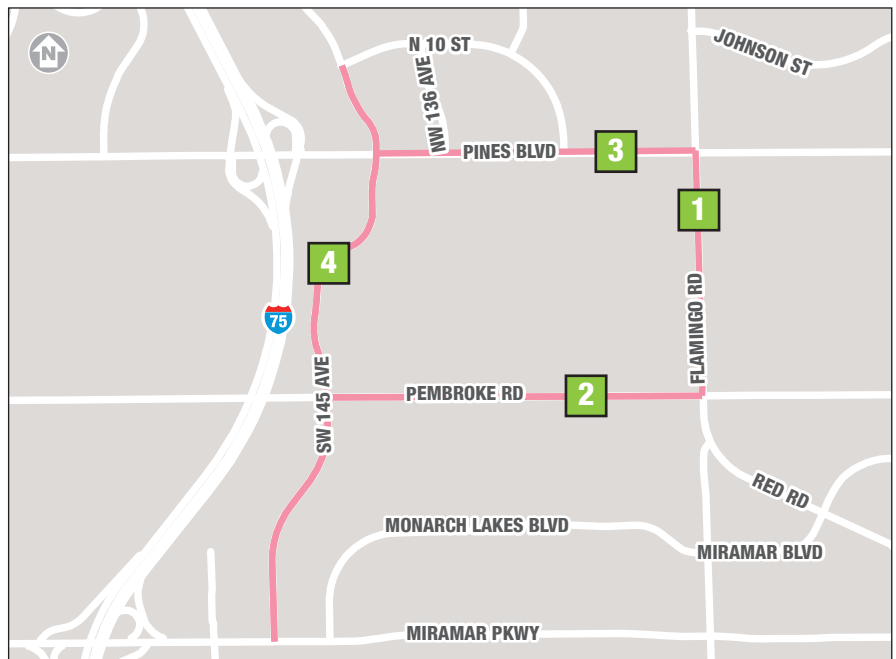 N
N 10 ST
JOHNSON ST
NW 136 AVE
PINES BLVD
3
1
4
75
FLAMINGO RD
SW 145 AVE
PEMBROKE RD
2
RED RD
MONARCH LAKES BLVD
MIRAMAR BLVD
MIRAMAR PKWY